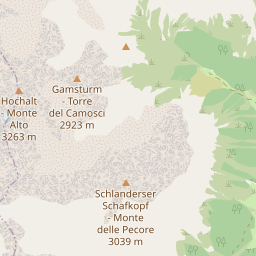 Gamsturm
- Torre
del Camosci
2923 m
Hochalt
- Monte
Alto
3263 m
Schlanderser
Schafkopf
- Monte
delle Pecore
3039 m